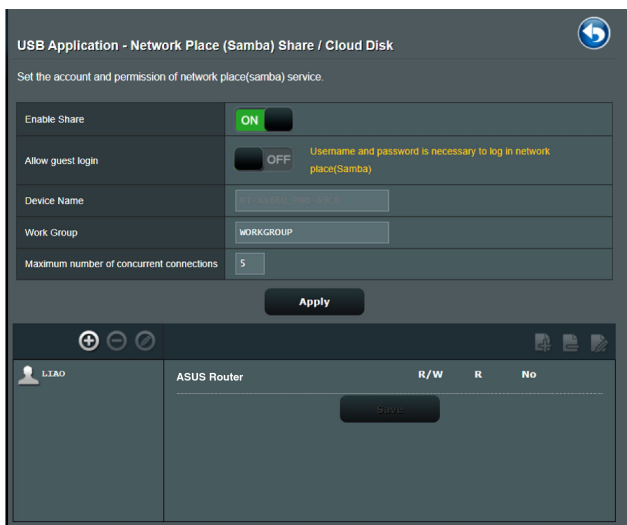 USB Application - Network Place (Samba) Share / Cloud Disk
Set the account and permission of network place(samba) service.
Enable Share
ON
Allow guest login
OFF
Username and password is necessary to log in network
place(Samba)
Device Name
Work Group
WORKGROUP
Maximum number of concurrent connections
5
Apply
LIAO
ASUS Router
R/W
R
No
Save